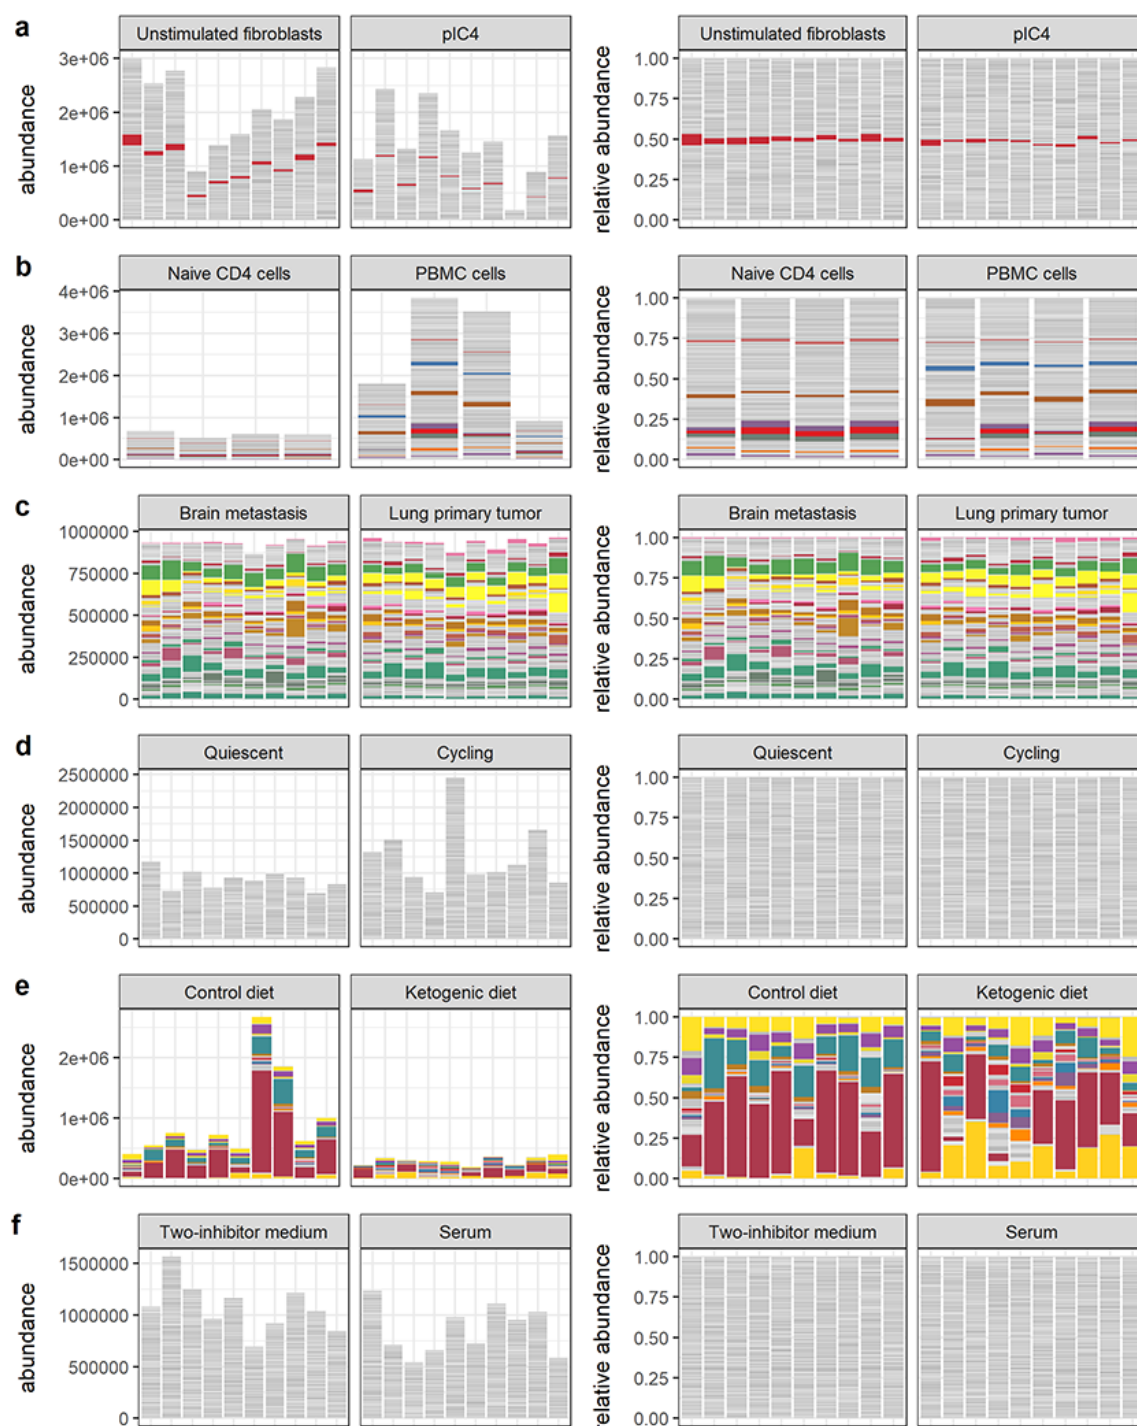 a
Unstimulated fibroblasts
pIC4
Unstimulated fibroblasts
pIC4
abundance
3e+06
2e+06
1e+06
0e+00
relative abundance
1.00
0.75
0.50
0.25
0.00
b
Naive CD4 cells
PBMC cells
Naive CD4 cells
PBMC cells
abundance
4e+06
3e+06
2e+06
1e+06
0e+00
relative abundance
1.00
0.75
0.50
0.25
0.00
c
Brain metastasis
Lung primary tumor
Brain metastasis
Lung primary tumor
abundance
1000000
750000
500000
250000
0
relative abundance
1.00
0.75
0.50
0.25
0.00
d
Quiescent
Cycling
Quiescent
Cycling
abundance
2500000
2000000
1500000
1000000
500000
0
relative abundance
1.00
0.75
0.50
0.25
0.00
e
Control diet
Ketogenic diet
Control diet
Ketogenic diet
abundance
2e+06
1e+06
0e+00
relative abundance
1.00
0.75
0.50
0.25
0.00
f
Two-inhibitor medium
Serum
Two-inhibitor medium
Serum
abundance
1500000
1000000
500000
0
relative abundance
1.00
0.75
0.50
0.25
0.00